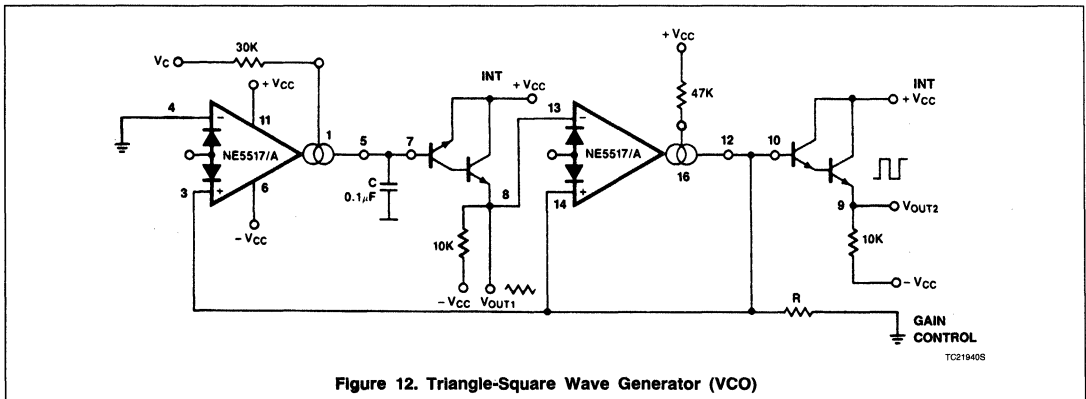 30K
VC
+ VCC
INT
+ VCC
+ VCC
47K
INT
+ VCC
4
11
1
5
7
13
12
10
−
NE5517/A
−
NE5517/A
3
+
6
C
0.1µF
8
14
+
16
9
VOUT2
− VCC
10K
10K
− VCC
VOUT1
− VCC
R
GAIN
CONTROL
TC21940S
Figure 12. Triangle-Square Wave Generator (VCO)